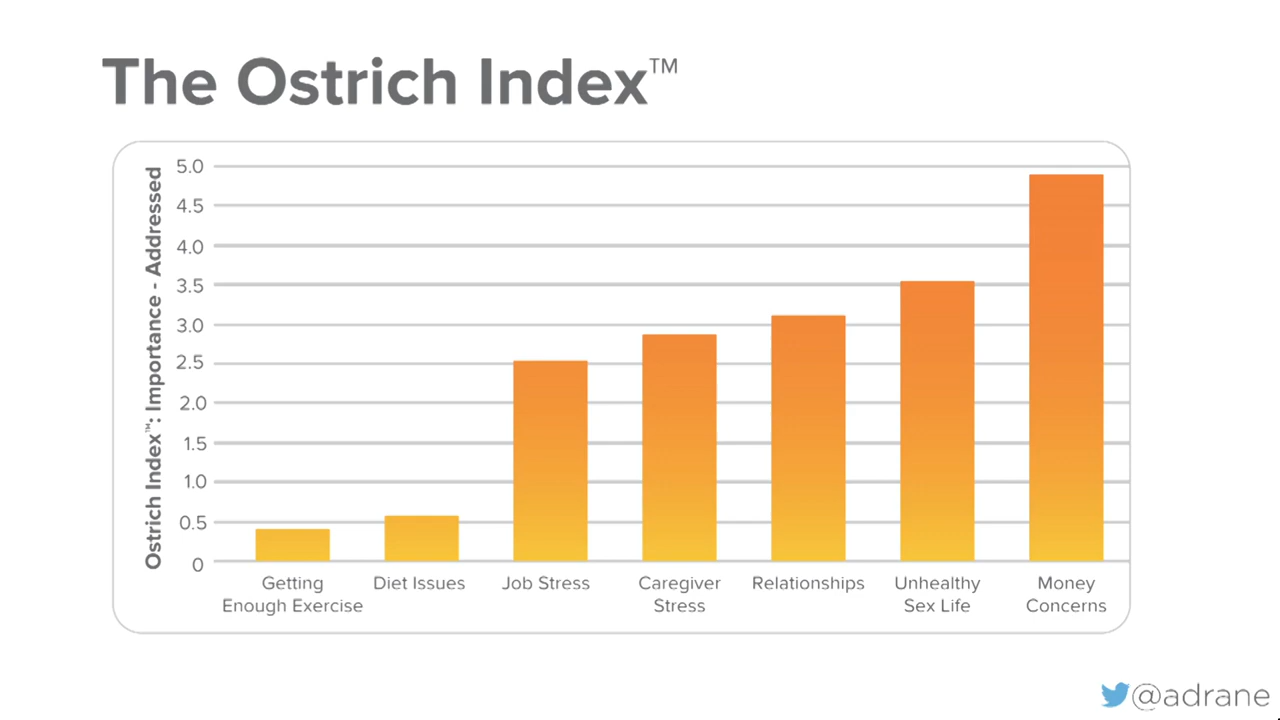 The Ostrich Index™
Ostrich Index™: Importance - Addressed
5.0
4.5
4.0
3.5
3.0
2.5
2.0
1.5
1.0
0.5
0
Getting
Enough Exercise
Diet Issues
Job Stress
Caregiver
Stress
Relationships
Unhealthy
Sex Life
Money
Concerns
@adrane